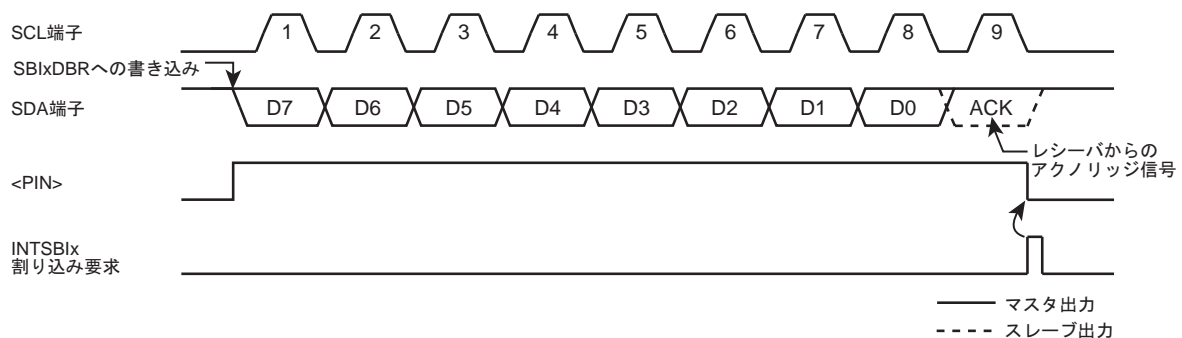 SCL端子
1 2 3 4 5 6 7 8 9
SBIxDBRへの書き込み
SDA端子
D7 D6 D5 D4 D3 D2 D1 D0 ACK
レシーバからの
アクノリッジ信号
<PIN>
INTSBIx
割り込み要求
マスタ出力
スレーブ出力